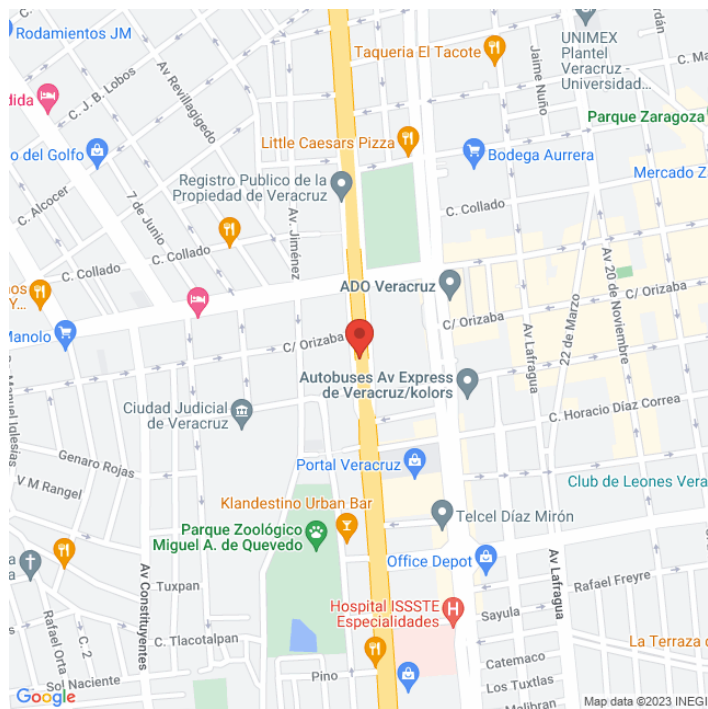 Rodamientos JM
C. J. B. Lobos
Av Revillagigedo
Taqueria El Tacote
Jaime Nuño
UNIMEX
Plantel
Veracruz -
Universidad...
C. Ma
dán
dida
Little Caesars Pizza
Parque Zaragoza
o del Golfo
Bodega Aurrera
Mercado Z
Registro Publico de la
Propiedad de Veracruz
C. Alcocer
7 de Junio
Av. Jiménez
C. Collado
C. Collado
C. Collado
nos
Y...
ADO Veracruz
Av 20 de Noviembre
C/ Orizaba
C/ Orizaba
C/ Orizaba
Manolo
Av Lafragua
22 de Marzo
Autobuses Av Express
de Veracruz/kolors
Manuel Iglesias
Ciudad Judicial
de Veracruz
C. Horacio Díaz Correa
Genaro Rojas
Portal Veracruz
V M Rangel
Club de Leones Vera
Klandestino Urban Bar
Telcel Díaz Mirón
Parque Zoológico
Miguel A. de Quevedo
Office Depot
Av Lafragua
a
Tuxpan
Av Constituyentes
Rafael Freyre
Hospital ISSSTE
Especialidades
Sayula
Rafael Orta
C. 2
C. Tlacotalpan
La Terraza d
Catemaco
Sol Naciente
Pino
Los Tuxtlas
Malibran
Google
Map data ©2023 INEGI